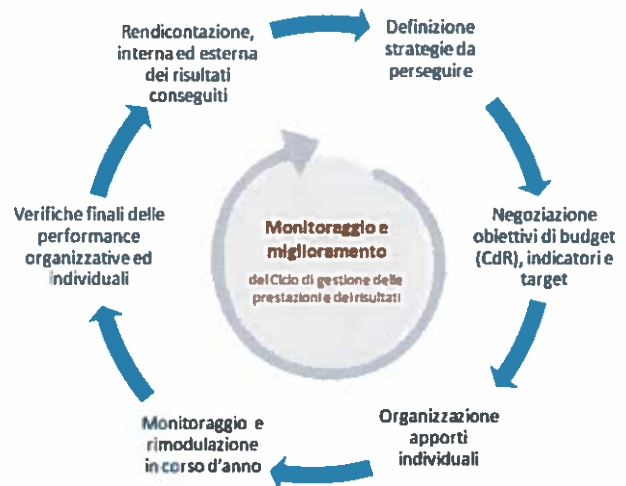 Rendicontazione,
interna ed esterna
dei risultati
conseguiti
Definizione
strategie da
perseguire
Negoziazione
obiettivi di budget
(CdR), indicatori e
target
Organizzazione
apporti
individuali
Monitoraggio e
rimodulazione
in corso d'anno
Verifiche finali delle
performance
organizzative ed
individuali
Monitoraggio e
miglioramento
del Ciclo di gestione delle
prestazioni e dei risultati